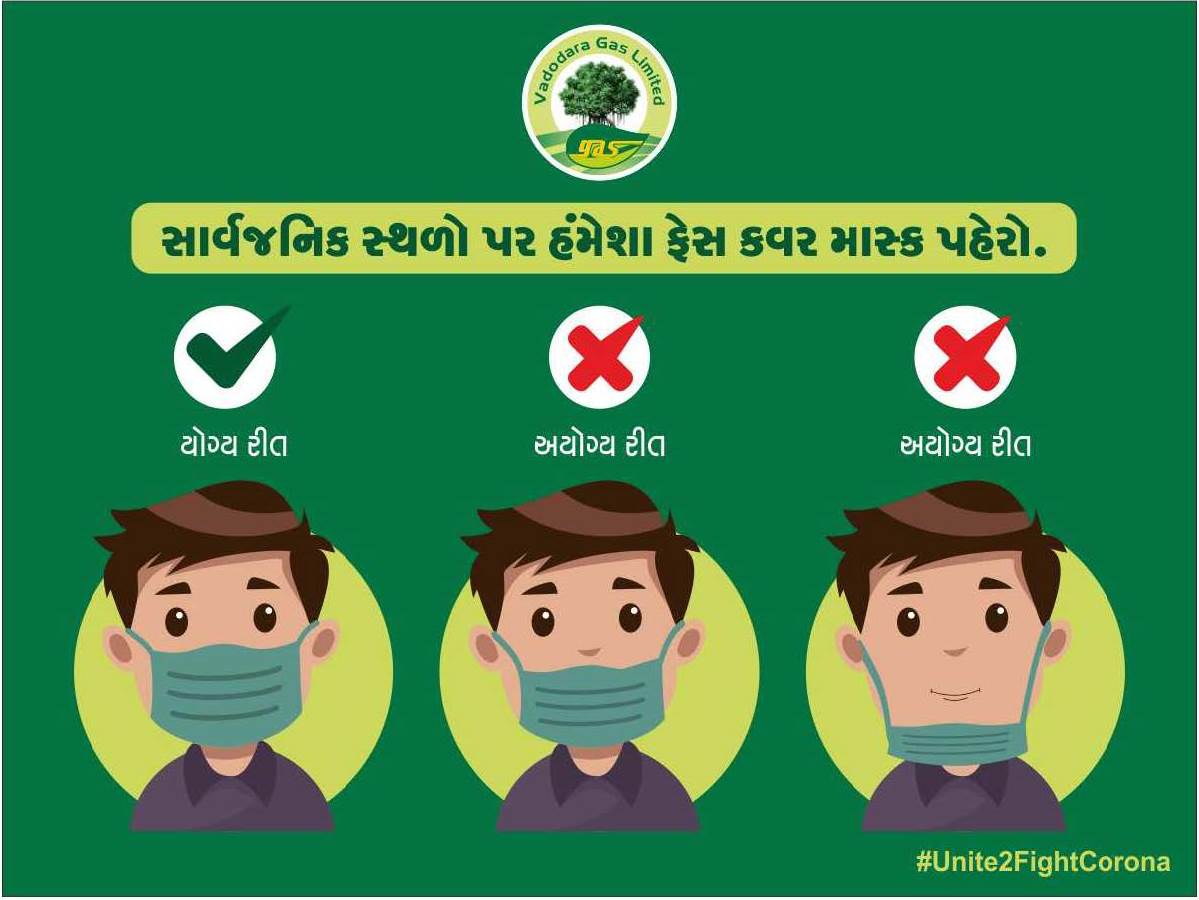 Vadodara Gas Limited
gas
સાર્વજનિક સ્થળો પર હંમેશા ફેસ કવર માસ્ક પહેરો.
યોગ્ય રીત
અયોગ્ય રીત
અયોગ્ય રીત
#Unite2FightCorona